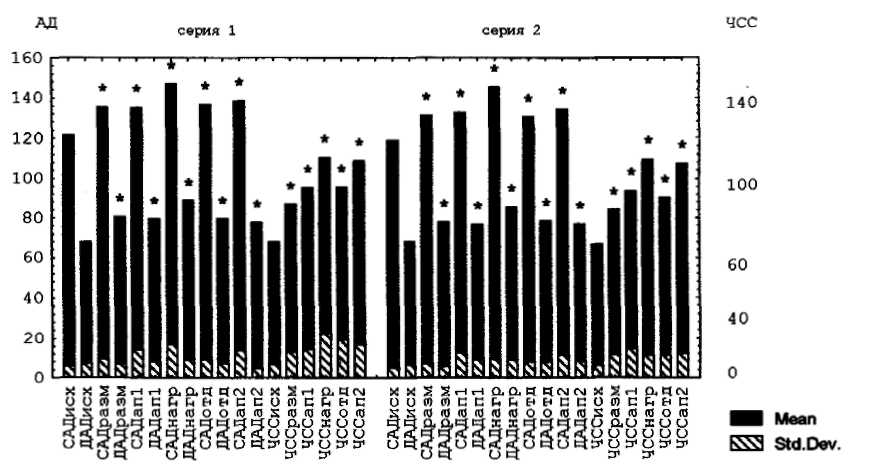 АД
серия 1
серия 2
ЧСС
160
140
120
100
80
60
40
20
0
140
100
60
40
0
САДисх
ДАДисх
САДразм
ДАДразм
САДап1
ДАДап1
САДнагр
ДАДнагр
САДотд
ДАДотд
САДап2
ДАДап2
ЧССисх
ЧССразм
ЧССап1
ЧССнагр
ЧССотд
ЧССап2
САДисх
ДАДисх
САДразм
ДАДразм
САДап1
ДАДап1
САДнагр
ДАДнагр
САДотд
ДАДотд
САДап2
ДАДап2
ЧССисх
ЧССразм
ЧССап1
ЧССнагр
ЧССотд
ЧССап2
Mean
Std.Dev.